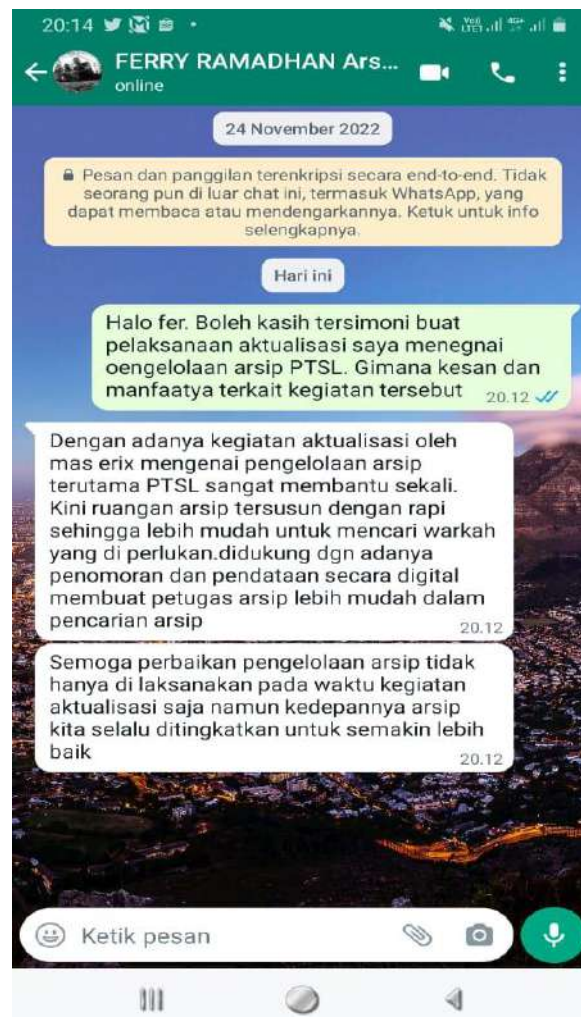 20:14
FERRY RAMADHAN Ars...
online
24 November 2022
Pesan dan panggilan terenkripsi secara end-to-end. Tidak
seorang pun di luar chat ini, termasuk WhatsApp, yang
dapat membaca atau mendengarkannya. Ketuk untuk info
selengkapnya.
Hari ini
Halo fer. Boleh kasih tersimoni buat
pelaksanaan aktualisasi saya menegnai
oengelolaan arsip PTSL. Gimana kesan dan
manfaatya terkait kegiatan tersebut
20.12
Dengan adanya kegiatan aktualisasi oleh
mas erix mengenai pengelolaan arsip
terutama PTSL sangat membantu sekali.
Kini ruangan arsip tersusun dengan rapi
sehingga lebih mudah untuk mencari warkah
yang di perlukan.didukung dgn adanya
penomoran dan pendataan secara digital
membuat petugas arsip lebih mudah dalam
pencarian arsip
20.12
Semoga perbaikan pengelolaan arsip tidak
hanya di laksanakan pada waktu kegiatan
aktualisasi saja namun kedepannya arsip
kita selalu ditingkatkan untuk semakin lebih
baik
20.12
Ketik pesan